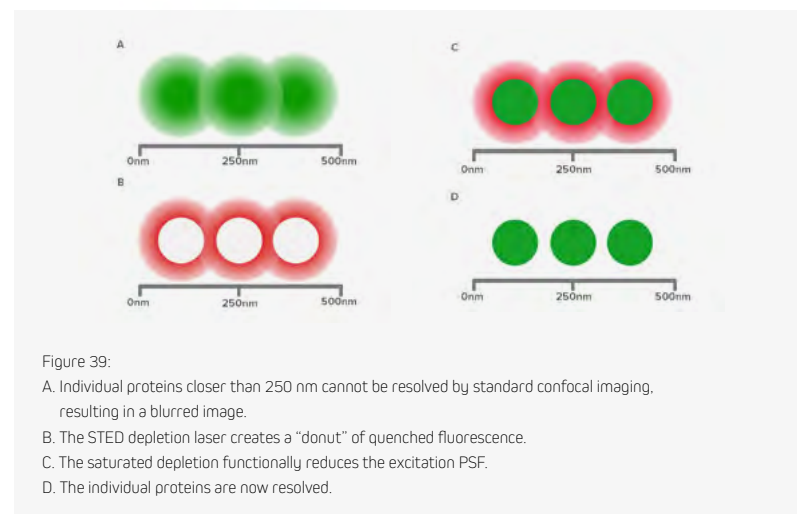 A
0nm 250nm 500nm
B
0nm 250nm 500nm
C
0nm 250nm 500nm
D
0nm 250nm 500nm
Figure 39:
A. Individual proteins closer than 250 nm cannot be resolved by standard confocal imaging,
resulting in a blurred image.
B. The STED depletion laser creates a “donut” of quenched fluorescence.
C. The saturated depletion functionally reduces the excitation PSF.
D. The individual proteins are now resolved.